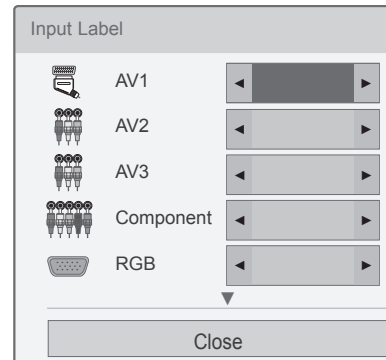 Input Label
AV1
AV2
AV3
Component
RGB
Close